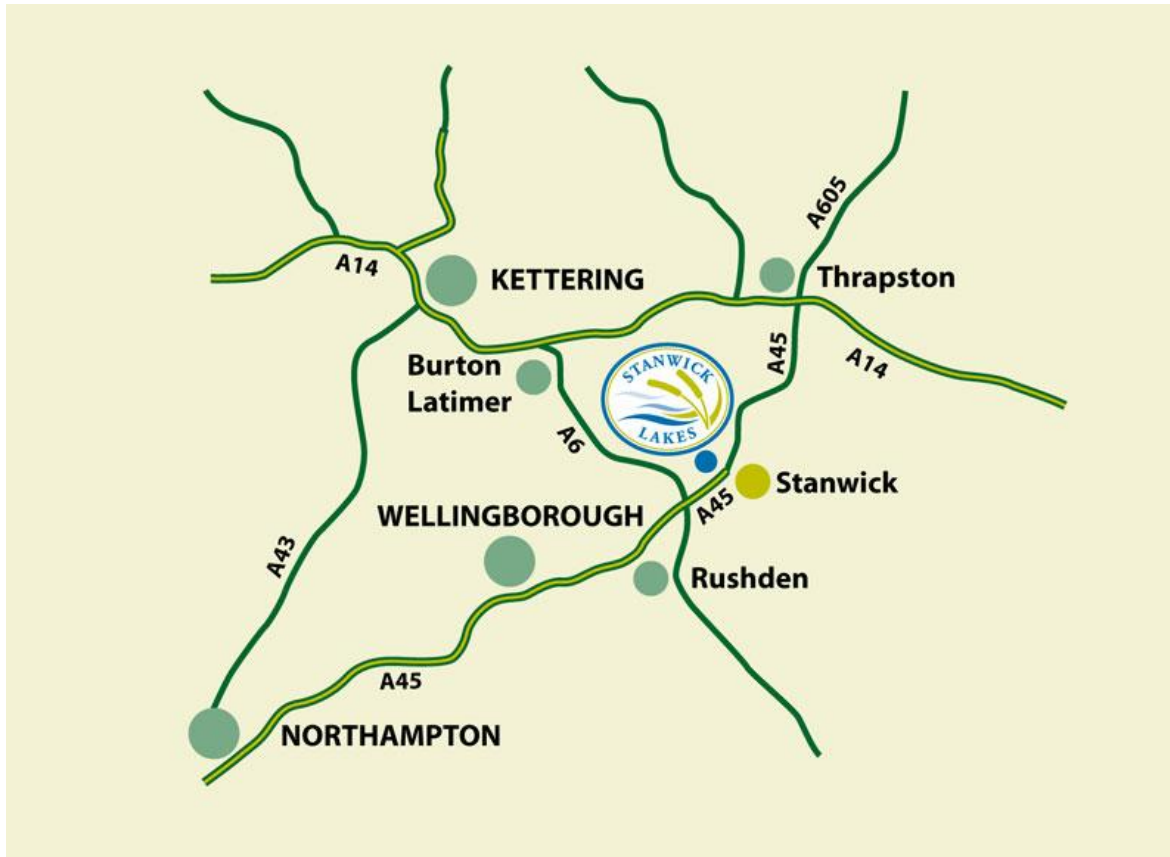 A605
A14
KETTERING
Thrapston
Burton
Latimer
STANWICK
LAKES
A45
A14
A6
A45
Stanwick
WELLINGBOROUGH
A43
Rushden
A45
NORTHAMPTON